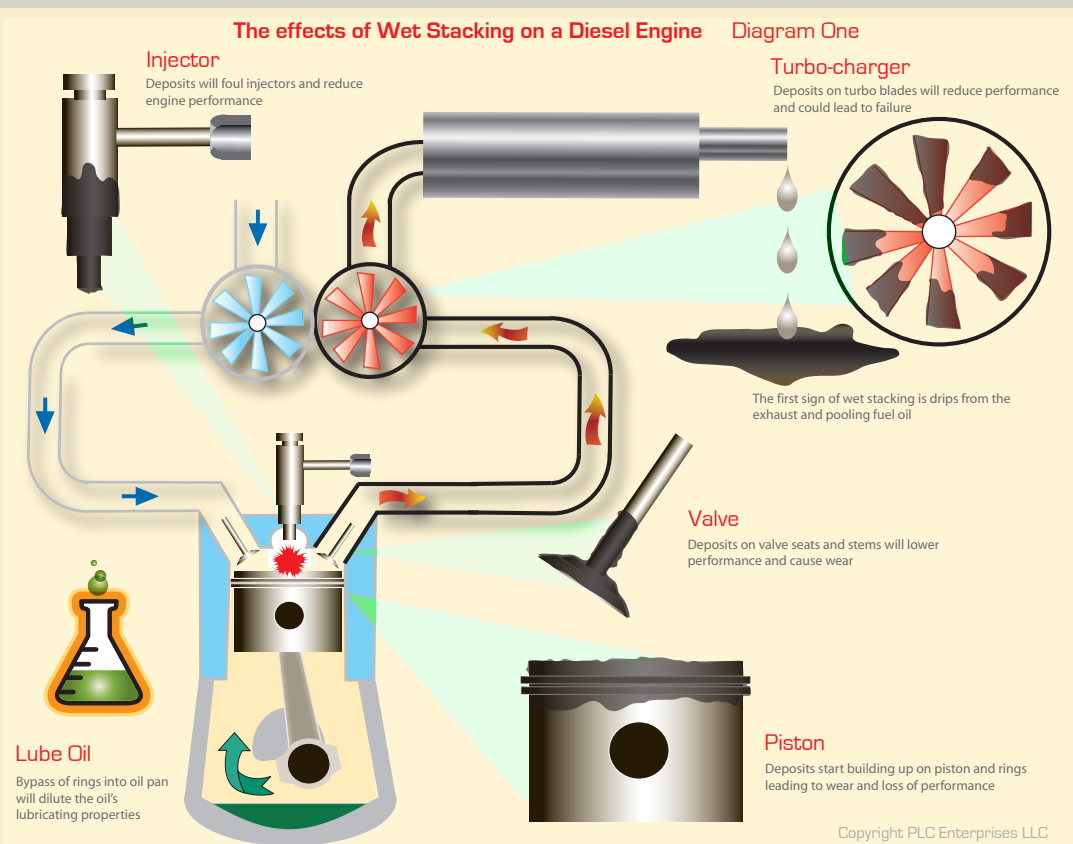 The effects of Wet Stacking on a Diesel Engine Diagram One
Injector
Deposits will foul injectors and reduce
engine performance
Turbo-charger
Deposits on turbo blades will reduce performance
and could lead to failure
The first sign of wet stacking is drips from the
exhaust and pooling fuel oil
Valve
Deposits on valve seats and stems will lower
performance and cause wear
Lube Oil
Bypass of rings into oil pan
will dilute the oil's
lubricating properties
Piston
Deposits start building up on piston and rings
leading to wear and loss of performance
Copyright PLC Enterprises LLC